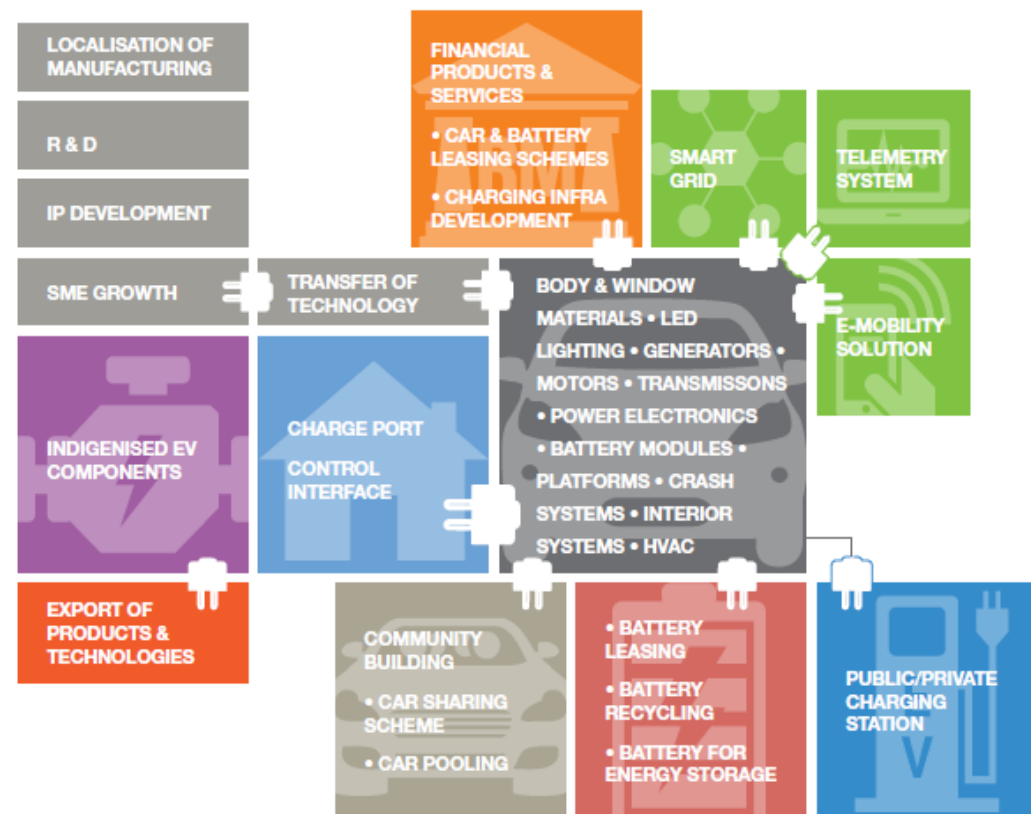 LOCALISATION OF
MANUFACTURING
R & D
IP DEVELOPMENT
SME GROWTH
TRANSFER OF
TECHNOLOGY
FINANCIAL
PRODUCTS &
SERVICES
• CAR & BATTERY
LEASING SCHEMES
• CHARGING INFRA
DEVELOPMENT
SMART
GRID
TELEMETRY
SYSTEM
E-MOBILITY
SOLUTION
BODY & WINDOW
MATERIALS • LED
LIGHTING • GENERATORS •
MOTORS • TRANSMISSONS
• POWER ELECTRONICS
• BATTERY MODULES •
PLATFORMS • CRASH
SYSTEMS • INTERIOR
SYSTEMS • HVAC
INDIGENISED EV
COMPONENTS
CHARGE PORT
CONTROL
INTERFACE
EXPORT OF
PRODUCTS &
TECHNOLOGIES
COMMUNITY
BUILDING
• CAR SHARING
SCHEME
• CAR POOLING
• BATTERY
LEASING
• BATTERY
RECYCLING
• BATTERY FOR
ENERGY STORAGE
PUBLIC/PRIVATE
CHARGING
STATION
E
V